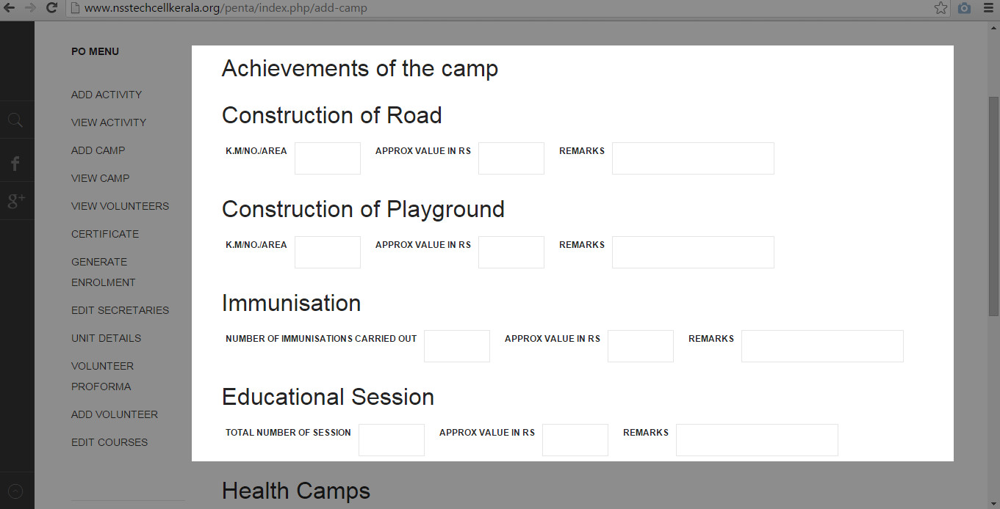 www.nsstechcellkerala.org/penta/index.php/add-camp
PO MENU
ADD ACTIVITY
VIEW ACTIVITY
ADD CAMP
VIEW CAMP
VIEW VOLUNTEERS
CERTIFICATE
GENERATE
ENROLMENT
EDIT SECRETARIES
UNIT DETAILS
VOLUNTEER
PROFORMA
ADD VOLUNTEER
EDIT COURSES
Achievements of the camp
Construction of Road
K.M/NO./AREA APPROX VALUE IN RS REMARKS
Construction of Playground
K.M/NO./AREA APPROX VALUE IN RS REMARKS
Immunisation
NUMBER OF IMMUNISATIONS CARRIED OUT APPROX VALUE IN RS REMARKS
Educational Session
TOTAL NUMBER OF SESSION APPROX VALUE IN RS REMARKS
Health Camps